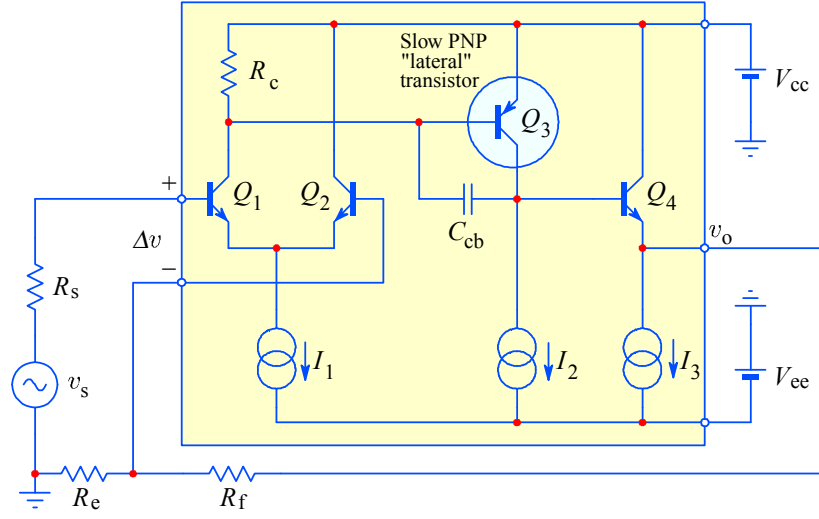 Slow PNP
"lateral"
transistor
Rc
Q3
Vcc
+
Q1
Q2
Q4
Ccb
Δv
vo
−
Rs
I1
I2
I3
Vee
vs
Re
Rf